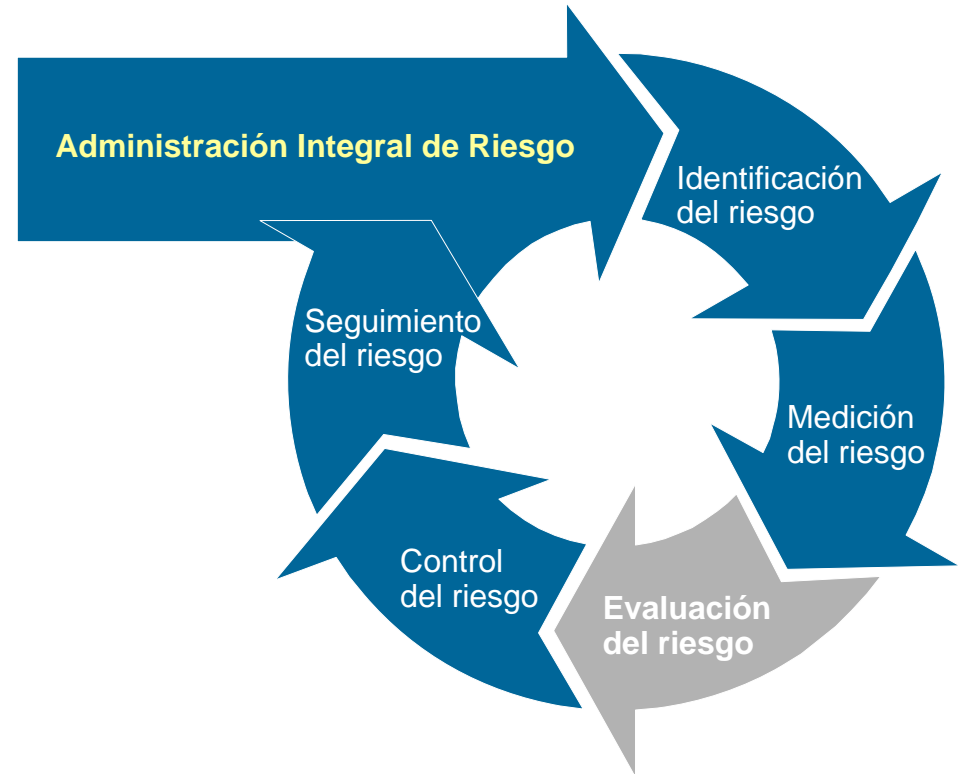 Administración Integral de Riesgo
Identificación
del riesgo
Medición
del riesgo
Evaluación
del riesgo
Control
del riesgo
Seguimiento
del riesgo